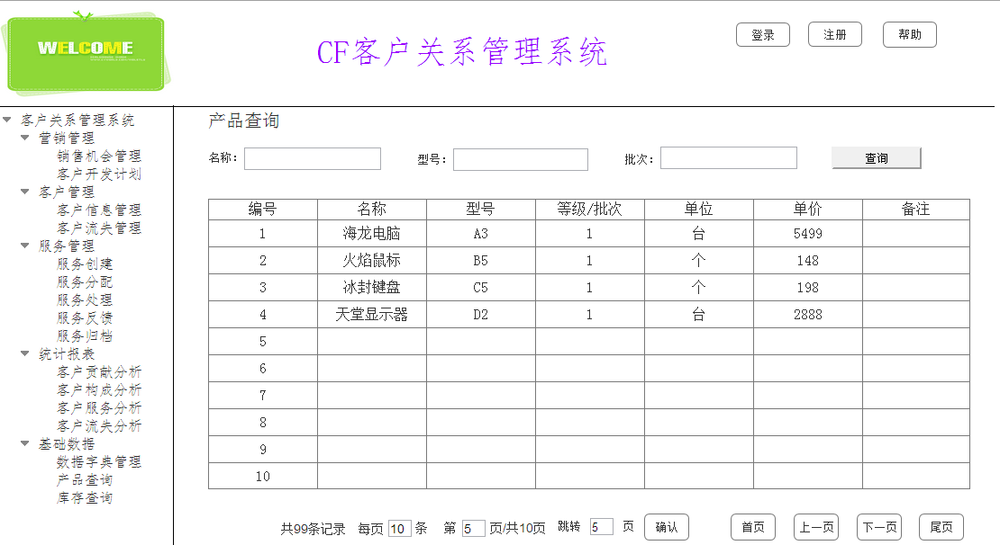 WELCOME
CF客户关系管理系统
登录 注册 帮助
客户关系管理系统
营销管理
销售机会管理
客户开发计划
客户管理
客户信息管理
客户流失管理
服务管理
服务创建
服务分配
服务处理
服务反馈
服务归档
统计报表
客户贡献分析
客户构成分析
客户服务分析
客户流失分析
基础数据
数据字典管理
产品查询
库存查询
产品查询
名称： 型号： 批次： 查询
编号 名称 型号 等级/批次 单位 单价 备注
1 海龙电脑 A3 1 台 5499
2 火焰鼠标 B5 1 个 148
3 冰封键盘 C5 1 个 198
4 天堂显示器 D2 1 台 2888
5
6
7
8
9
10
共99条记录 每页 10 条 第 5 页/共10页 跳转 5 页 确认 首页 上一页 下一页 尾页